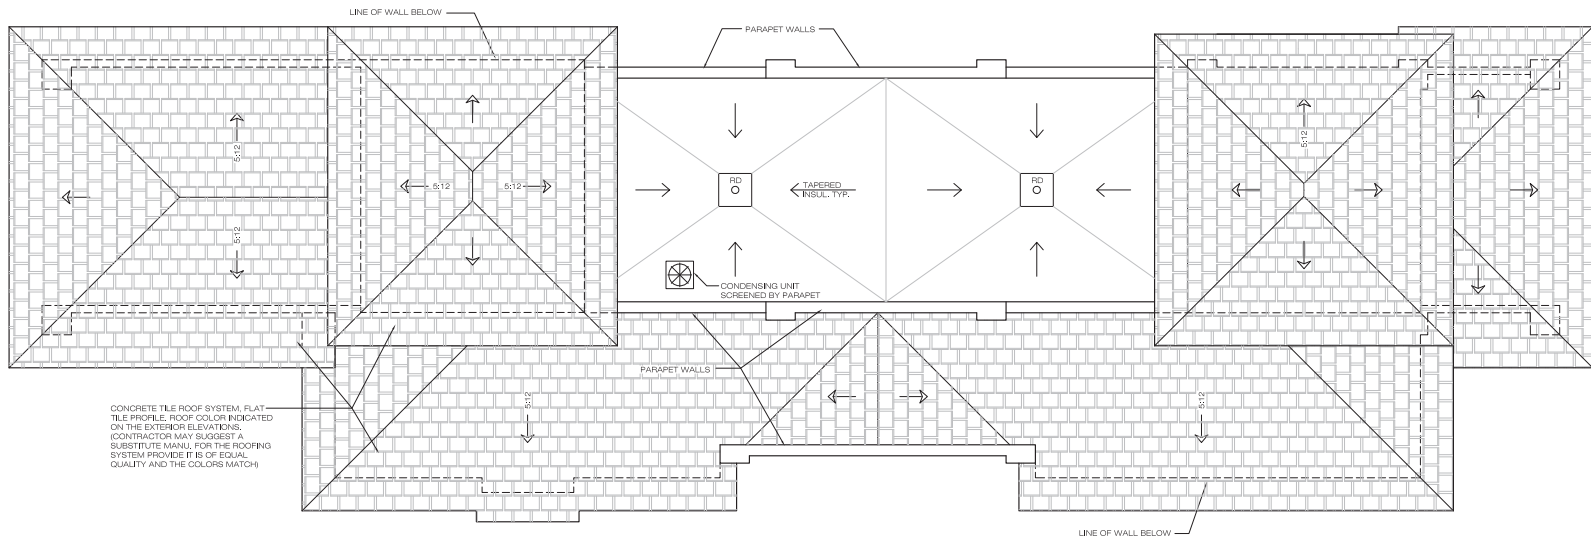 LINE OF WALL BELOW
PARAPET WALLS
5:12
5:12
5:12
5:12
RD
TAPERED
INSUL. TYP.
RD
5:12
CONDENSING UNIT
SCREENED BY PARAPET
PARAPET WALLS
CONCRETE TILE ROOF SYSTEM, FLAT
TILE PROFILE, ROOF COLOR INDICATED
ON THE EXTERIOR ELEVATIONS.
(CONTRACTOR MAY SUGGEST A
SUBSTITUTE MANU. FOR THE ROOFING
SYSTEM PROVIDE IT IS OF EQUAL
QUALITY AND THE COLORS MATCH)
5:12
5:12
LINE OF WALL BELOW